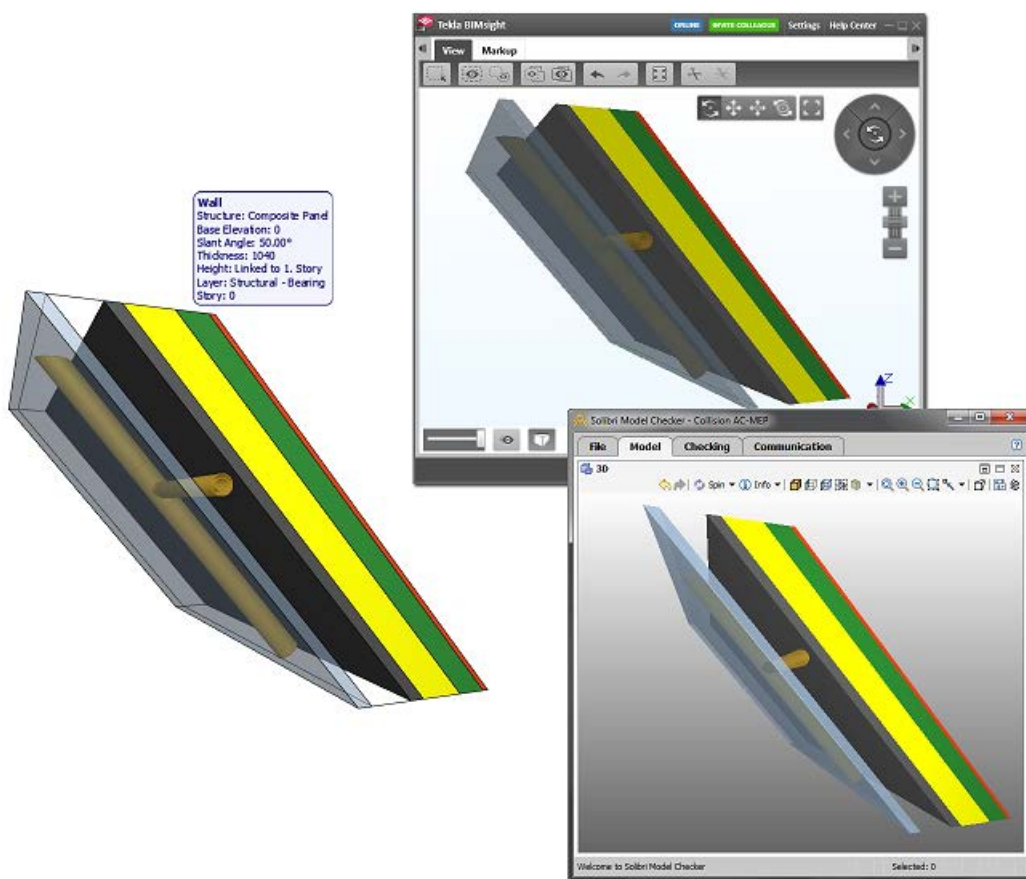 Tekla BIMsight
ONLINE
INVITE COLLEAGUE
Settings
Help Center
View
Markup
Wall
Structure: Composite Panel
Base Elevation: 0
Slant Angle: 50.00°
Thickness: 1040
Height: Linked to 1. Story
Layer: Structural - Bearing
Story: 0
Z
X
Solibri Model Checker - Collision AC-MEP
File
Model
Checking
Communication
3D
Spin
Info
Welcome to Solibri Model Checker
Selected: 0